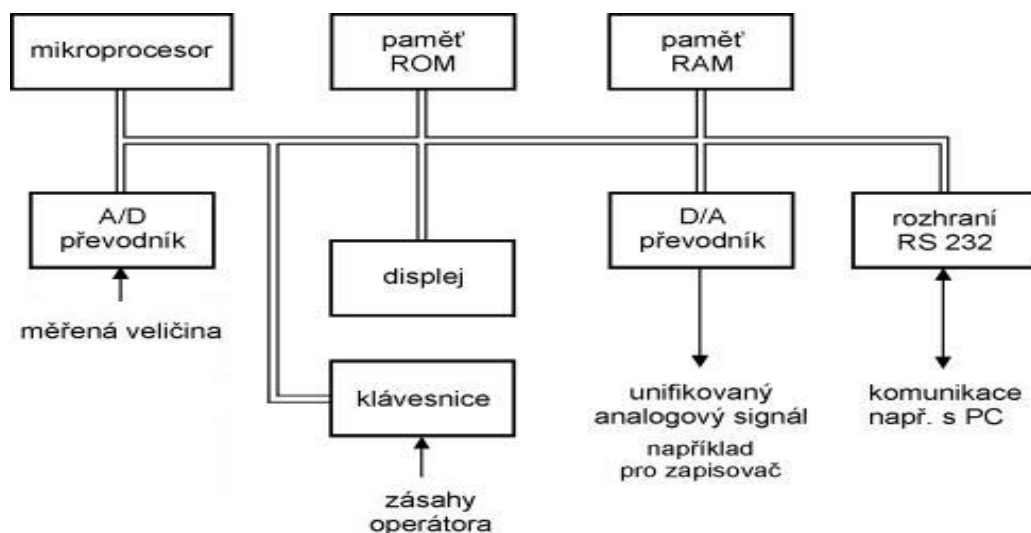 mikroprocesor
paměť
ROM
paměť
RAM
A/D
převodník
displej
D/A
převodník
rozhraní
RS 232
měřená veličina
klávesnice
unifikovaný
analogový signál
například
pro zapisovač
komunikace
např. s PC
zásahy
operátora